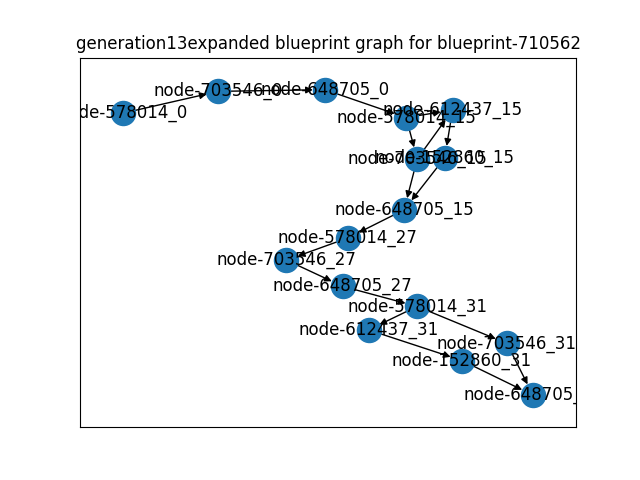 generation13expanded blueprint graph for blueprint-710562
node-703546_0
node-648705_0
de-578014_0
node-612437_15
node-578014_15
node-703546_15
node-152860_15
node-648705_15
node-578014_27
node-703546_27
node-648705_27
node-578014_31
node-612437_31
node-703546_31
node-152860_31
node-648705_